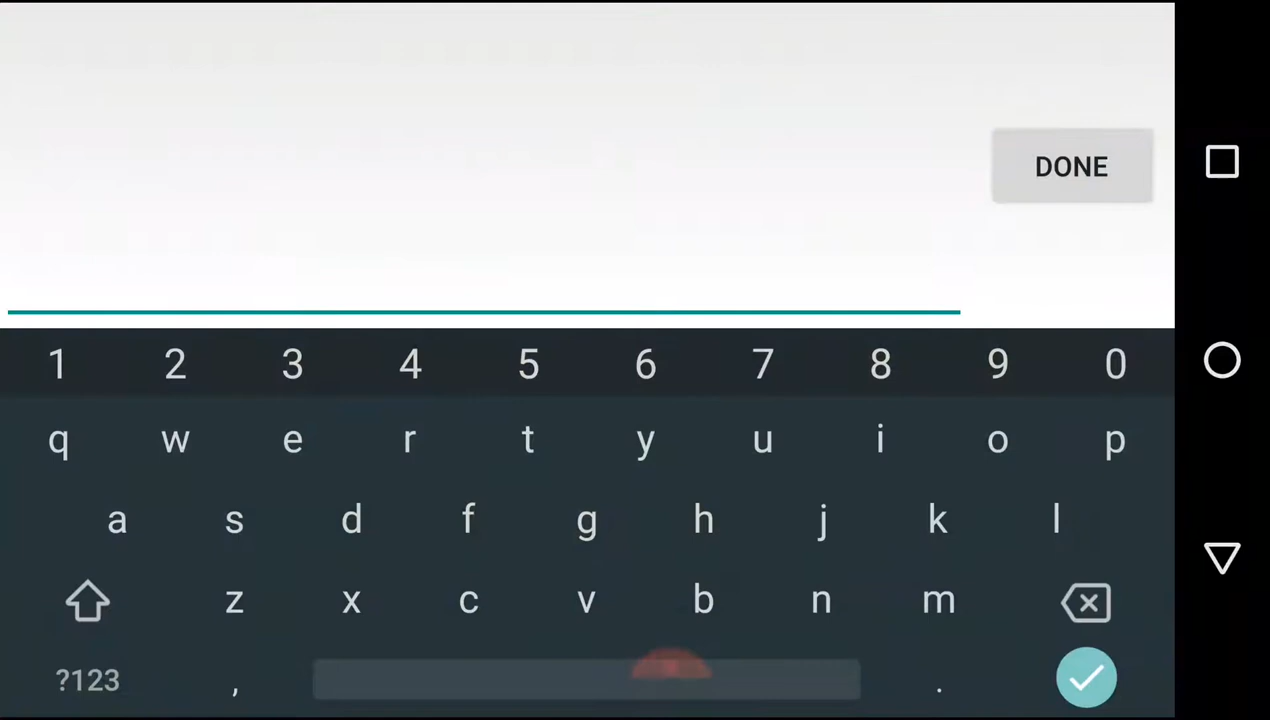 DONE
1 2 3 4 5 6 7 8 9 0
q w e r t y u i o p
a s d f g h j k l
z x c v b n m
?123 , .